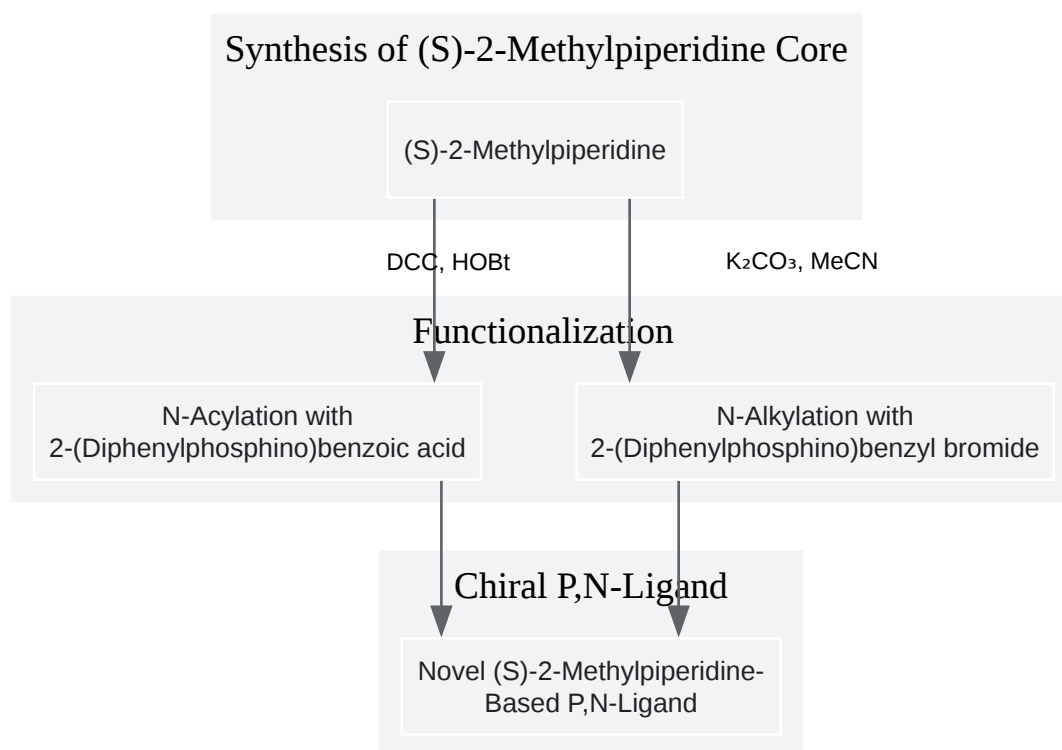 Synthesis of (S)-2-Methylpiperidine Core
(S)-2-Methylpiperidine
DCC, HOBt
K₂CO₃, MeCN
Functionalization
N-Acylation with
2-(Diphenylphosphino)benzoic acid
N-Alkylation with
2-(Diphenylphosphino)benzyl bromide
Chiral P,N-Ligand
Novel (S)-2-Methylpiperidine-
Based P,N-Ligand